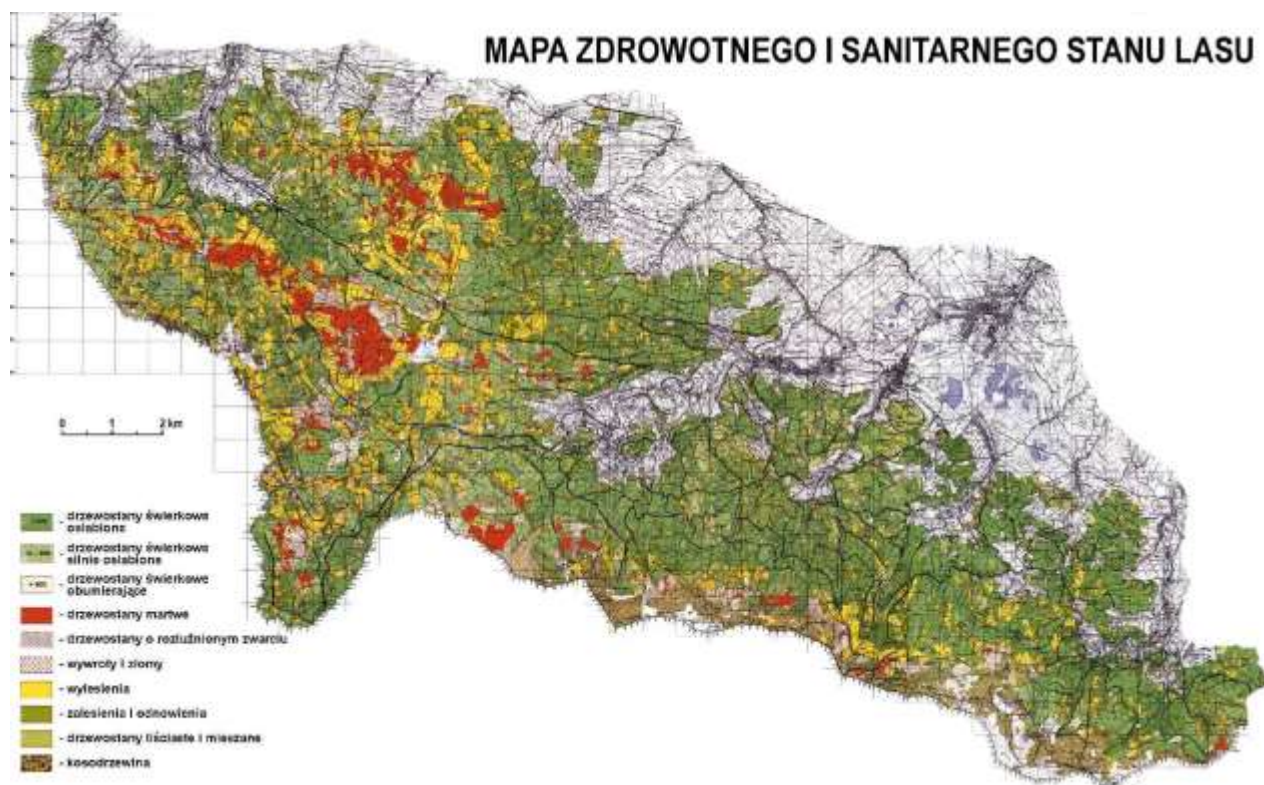 MAPA ZDROWOTNEGO I SANITARNEGO STANU LASU
0 1 2 km
- drzewostany świerkowe
osłabione
- drzewostany świerkowe
silnie osłabione
- drzewostany świerkowe
obumierające
- drzewostany martwe
- drzewostany o rozluźnionym zwarciu
- wywroty i złomy
- wylesienia
- zalesienia i odnowienia
- drzewostany liściaste i mieszane
- kosodrzewina